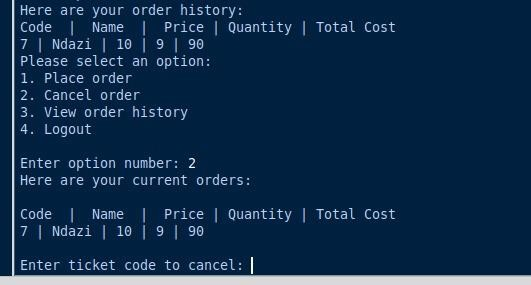 Here are your order history:
Code  |  Name  |  Price | Quantity | Total Cost
7 | Ndazi | 10 | 9 | 90
Please select an option:
1. Place order
2. Cancel order
3. View order history
4. Logout
Enter option number: 2
Here are your current orders:
Code  |  Name  |  Price | Quantity | Total Cost
7 | Ndazi | 10 | 9 | 90
Enter ticket code to cancel: